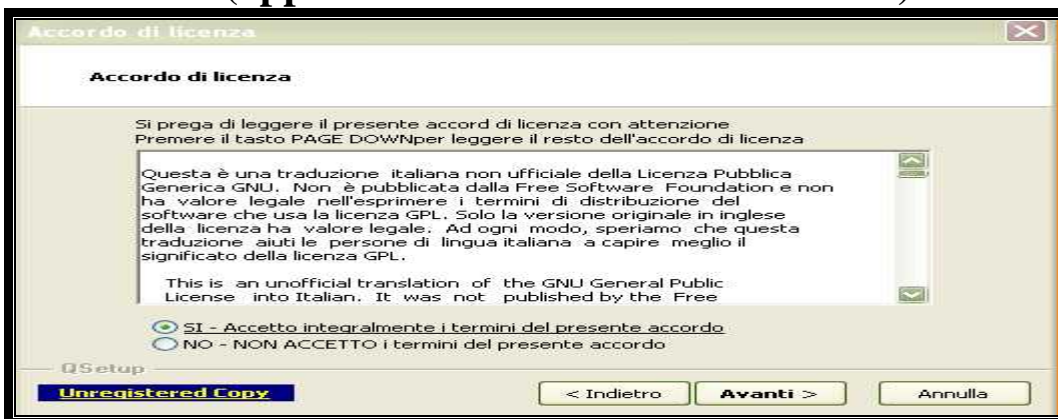 Accordo di licenza
Accordo di licenza
Si prega di leggere il presente accord di licenza con attenzione
Premere il tasto PAGE DOWNper leggere il resto dell'accordo di licenza
Questa è una traduzione italiana non ufficiale della Licenza Pubblica
Generica GNU. Non è pubblicata dalla Free Software Foundation e non
ha valore legale nell'esprimere i termini di distribuzione del
software che usa la licenza GPL. Solo la versione originale in inglese
della licenza ha valore legale. Ad ogni modo, speriamo che questa
traduzione aiuti le persone di lingua italiana a capire meglio il
significato della licenza GPL.
This is an unofficial translation of the GNU General Public
License into Italian. It was not published by the Free
SI - Accetto integralmente i termini del presente accordo
NO - NON ACCETTO i termini del presente accordo
QSetup
Unregistered Copy
< Indietro
Avanti >
Annulla